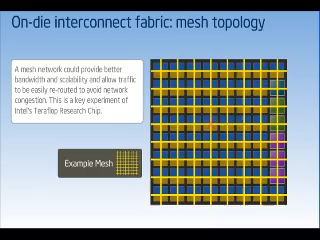 On-die interconnect fabric: mesh topology
A mesh network could provide better
bandwidth and scalability and allow traffic
to be easily re-routed to avoid network
congestion. This is a key experiment of
Intel's Teraflop Research Chip.
Example Mesh